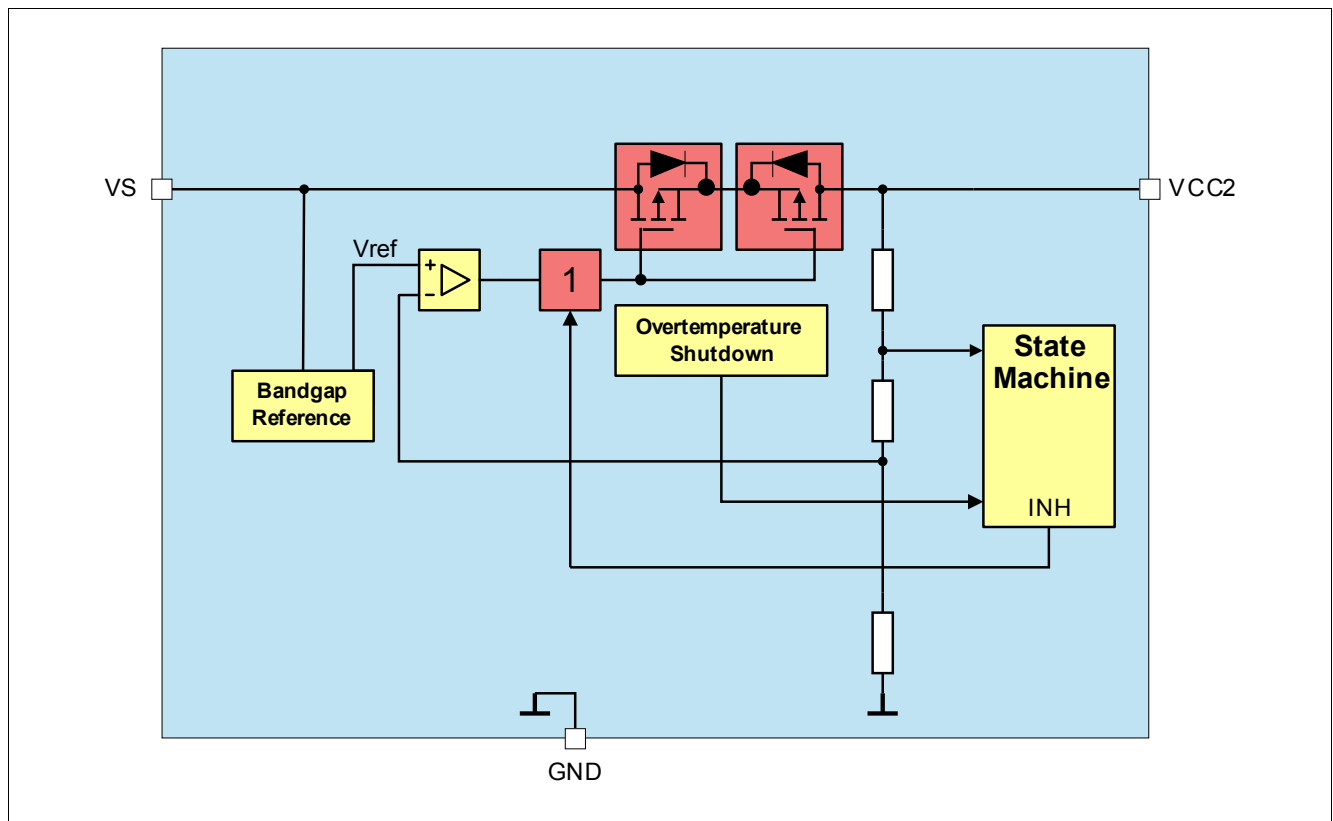 VS
VCC2
Vref
+
-
1
Overtemperature
Shutdown
State
Machine
Bandgap
Reference
INH
GND